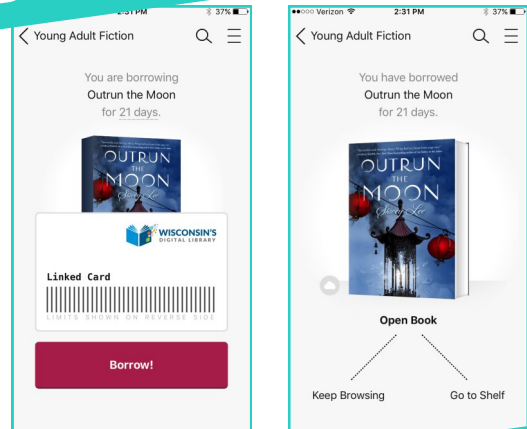 2:31 PM
37%
Young Adult Fiction
You are borrowing
Outrun the Moon
for 21 days.
OUTRUN
THE
MOON
Stacey Lee
WISCONSIN'S
DIGITAL LIBRARY
Linked Card
LIMITS SHOWN ON REVERSE SIDE
Borrow!
Verizon
2:31 PM
37%
Young Adult Fiction
You have borrowed
Outrun the Moon
for 21 days.
OUTRUN
THE
MOON
Stacey Lee
Open Book
Keep Browsing
Go to Shelf